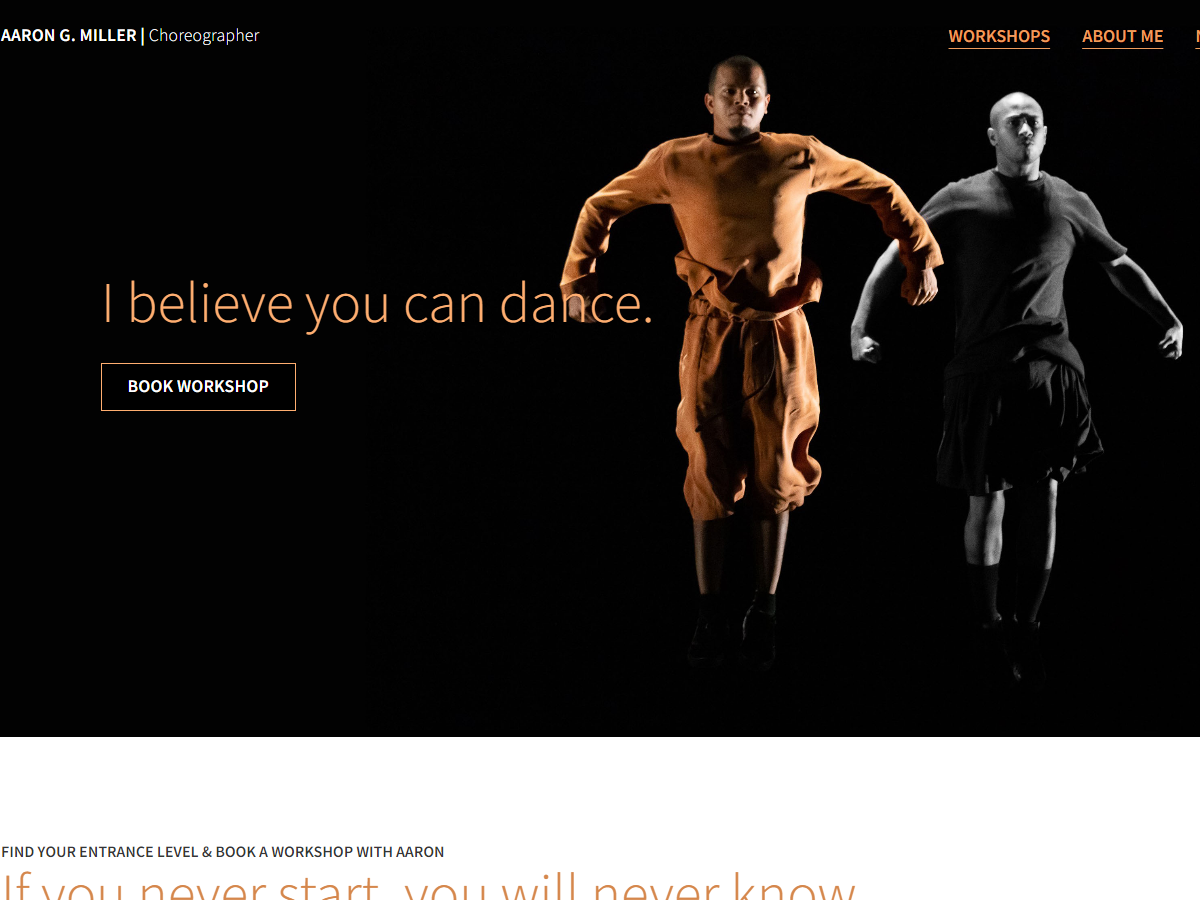 AARON G. MILLER | Choreographer
WORKSHOPS ABOUT ME
I believe you can dance.
BOOK WORKSHOP
FIND YOUR ENTRANCE LEVEL & BOOK A WORKSHOP WITH AARON
If you never start, you will never know